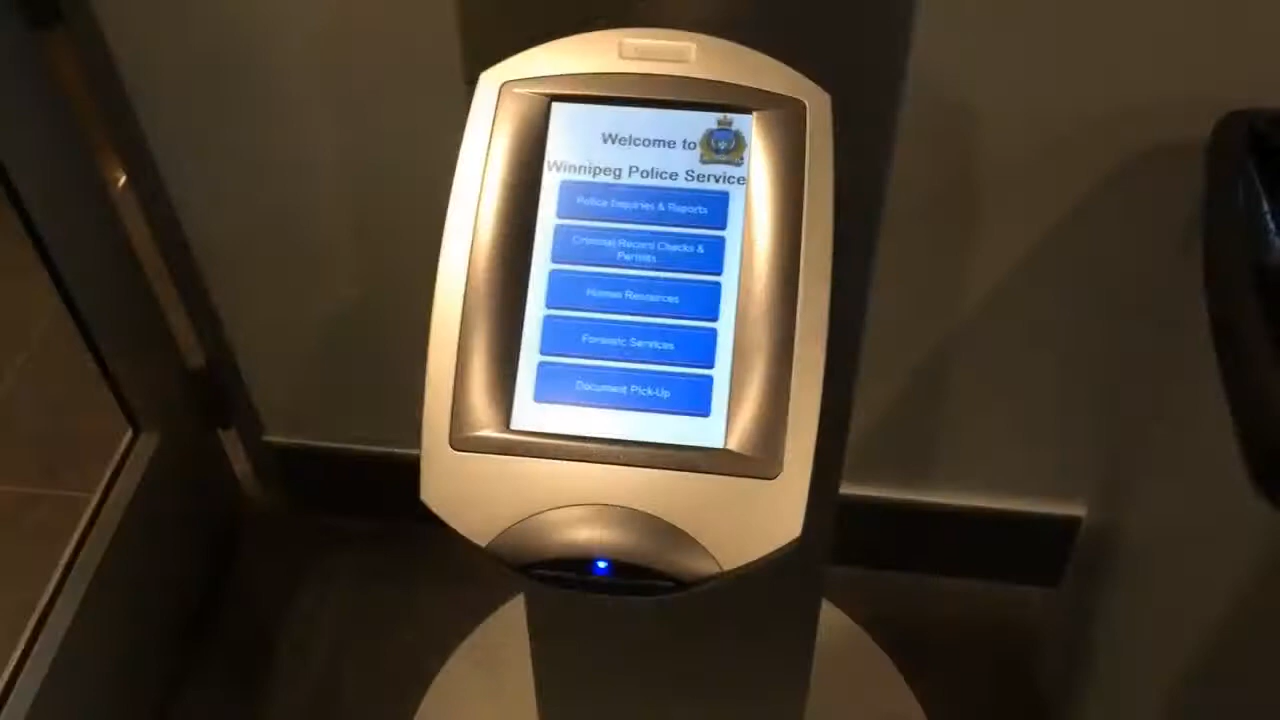 Welcome to
Winnipeg Police Service
Police Inquiries & Reports
Criminal Record Checks &
Permits
Human Resources
Forensic Services
Document Pick-Up